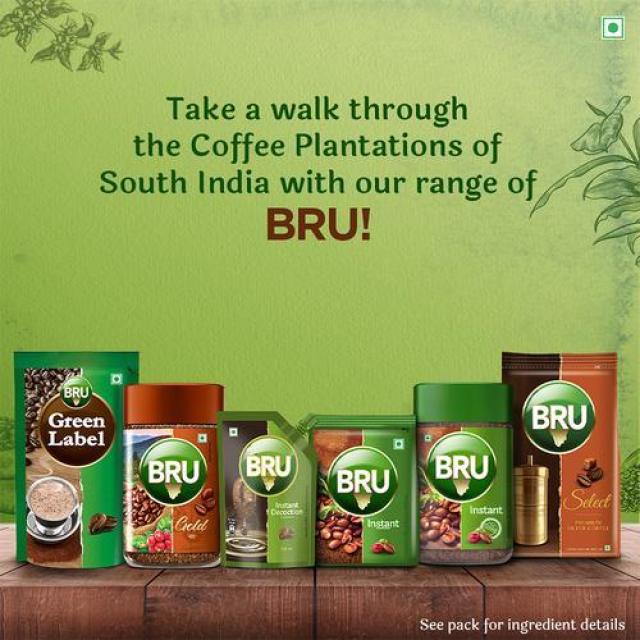 Take a walk through
the Coffee Plantations of
South India with our range of
BRU!
BRU
Green
Label
BRU
Gold
BRU
Instant
Decoction
BRU
Instant
BRU
Instant
BRU
Select
See pack for ingredient details